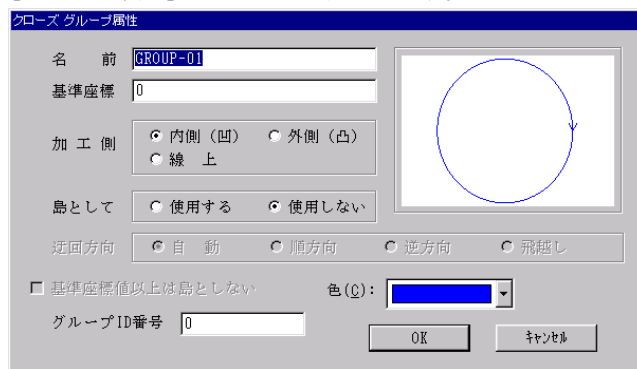 クローズ グループ属性
名 前 GROUP-01
基準座標 0
加 工 側 内側（凹） 外側（凸）
線 上
島として 使用する 使用しない
迂回方向 自 動 順方向 逆方向 飛越し
基準座標値以上は島としない 色(C):
グループID番号 0
OK キャンセル